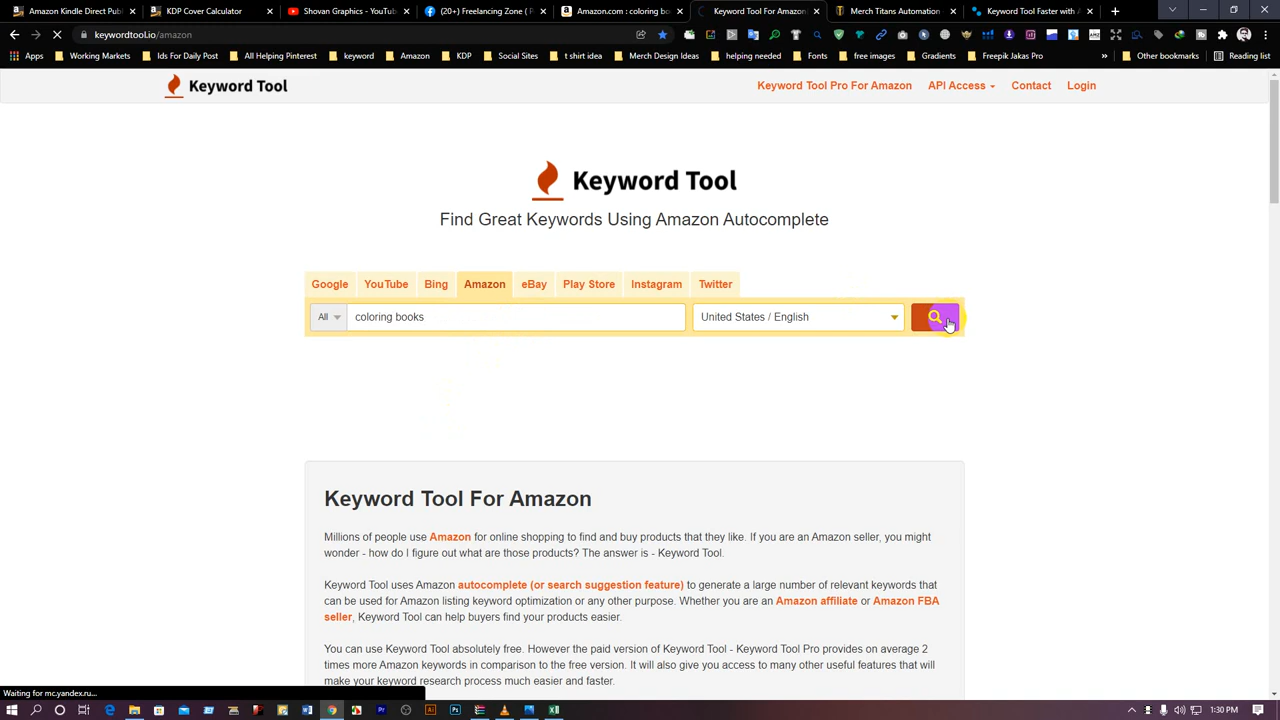 Amazon Kindle Direct Publ
KDP Cover Calculator
Shovan Graphics - YouTub
(20+) Freelancing Zone ( P
Amazon.com : coloring bo
Keyword Tool For Amazon
Merch Titans Automation
Keyword Tool Faster with A
keywordtool.io/amazon
Apps
Working Markets
Ids For Daily Post
All Helping Pinterest
keyword
Amazon
KDP
Social Sites
t shirt idea
Merch Design Ideas
helping needed
Fonts
free images
Gradients
Freepik Jakas Pro
»
Other bookmarks
Reading list
Keyword Tool
Keyword Tool Pro For Amazon
API Access
Contact
Login
Keyword Tool
Find Great Keywords Using Amazon Autocomplete
Google
YouTube
Bing
Amazon
eBay
Play Store
Instagram
Twitter
All
coloring books
United States / English
Keyword Tool For Amazon
Millions of people use Amazon for online shopping to find and buy products that they like. If you are an Amazon seller, you might
wonder - how do I figure out what are those products? The answer is - Keyword Tool.
Keyword Tool uses Amazon autocomplete (or search suggestion feature) to generate a large number of relevant keywords that
can be used for Amazon listing keyword optimization or any other purpose. Whether you are an Amazon affiliate or Amazon FBA
seller, Keyword Tool can help buyers find your products easier.
You can use Keyword Tool absolutely free. However the paid version of Keyword Tool - Keyword Tool Pro provides on average 2
times more Amazon keywords in comparison to the free version. It will also give you access to many other useful features that will
make your keyword research process much easier and faster.
Waiting for mc.yandex.ru...
1:30 PM